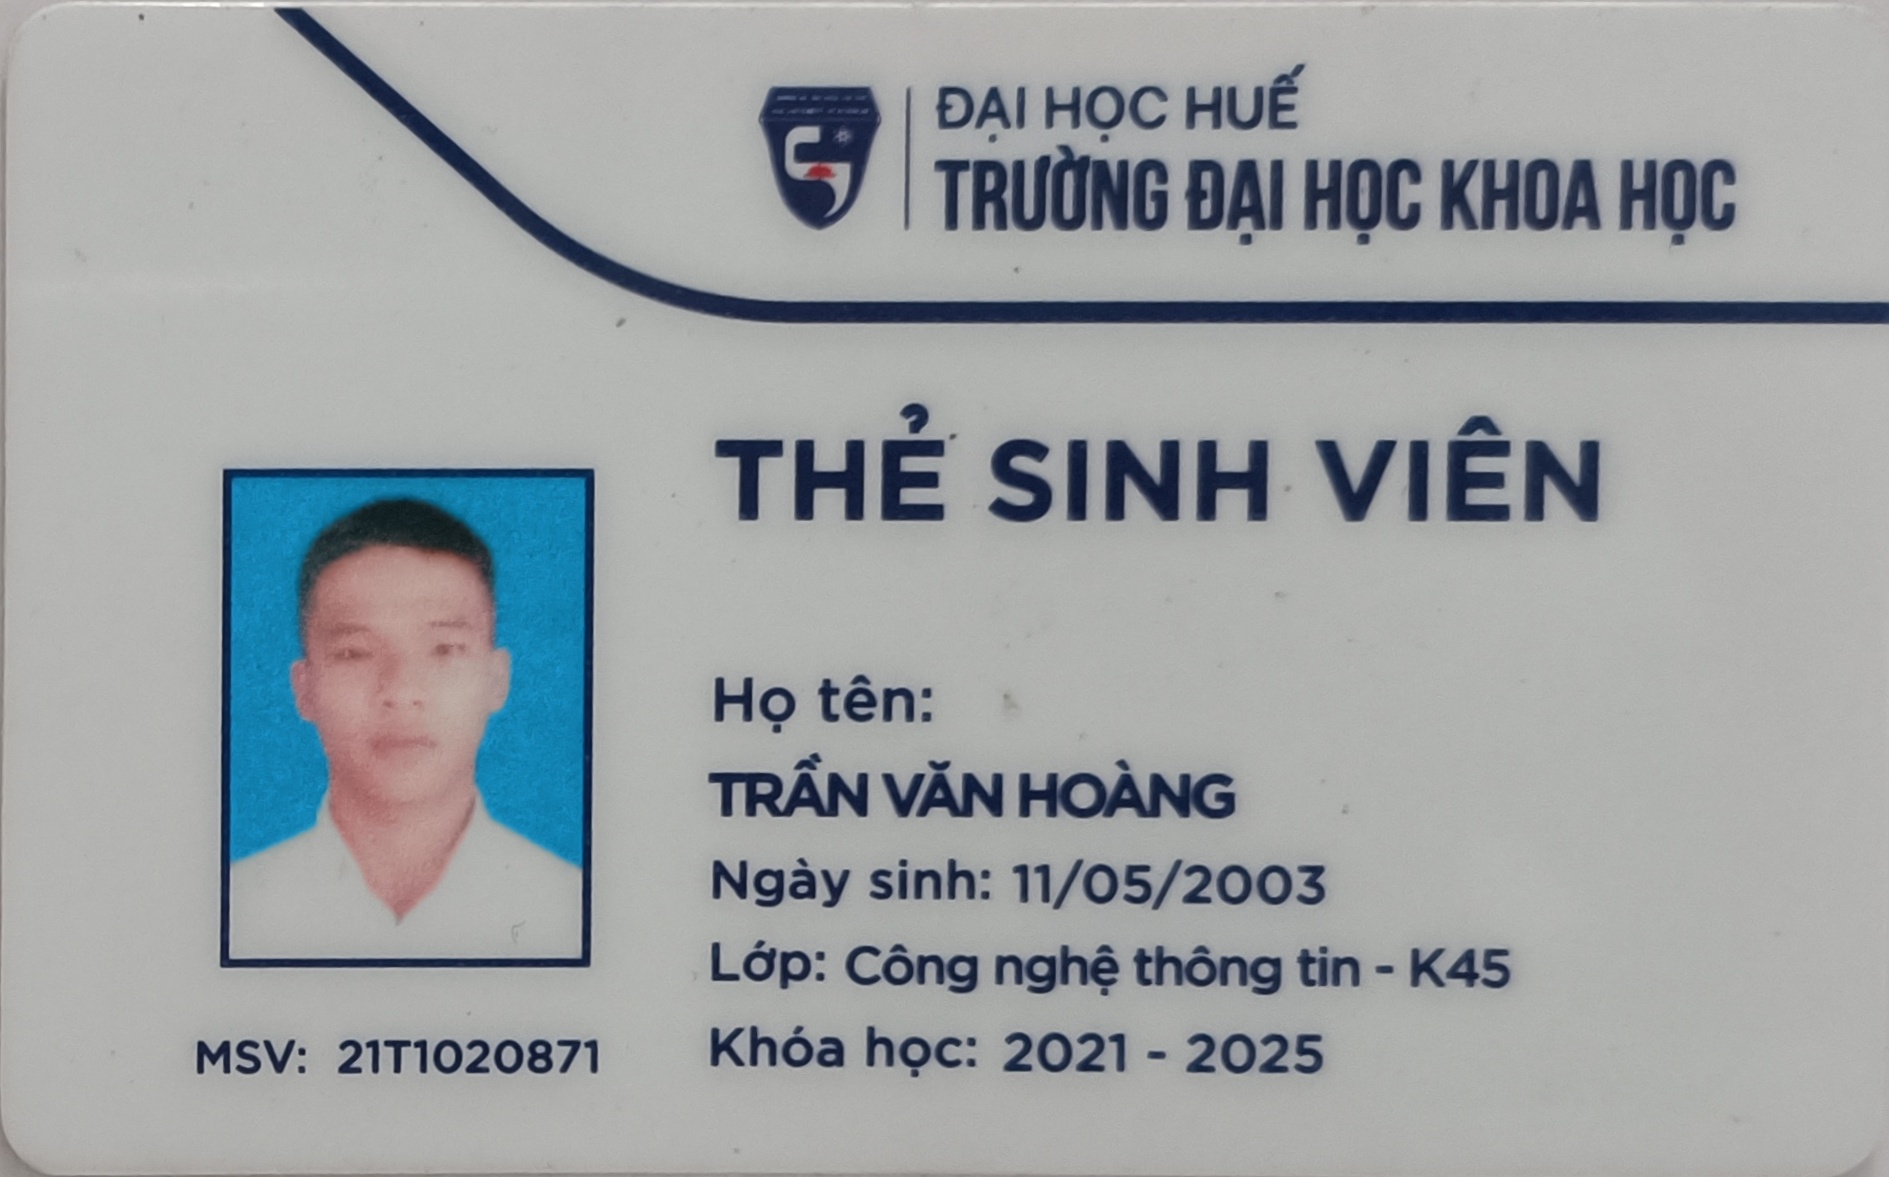 ĐẠI HỌC HUẾ
TRƯỜNG ĐẠI HỌC KHOA HỌC
THẺ SINH VIÊN
Họ tên:
TRẦN VĂN HOÀNG
Ngày sinh: 11/05/2003
Lớp: Công nghệ thông tin - K45
Khóa học: 2021 - 2025
MSV: 21T1020871